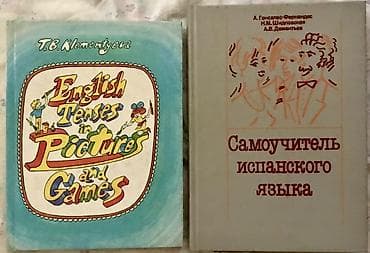 T.B. Klementyeva
English
Tenses
in
Pictures
and
Games
А. Гонсалес-Фернандес
Н.М. Шидловская
А.В. Дементьев
Самоучитель
испанского
языка